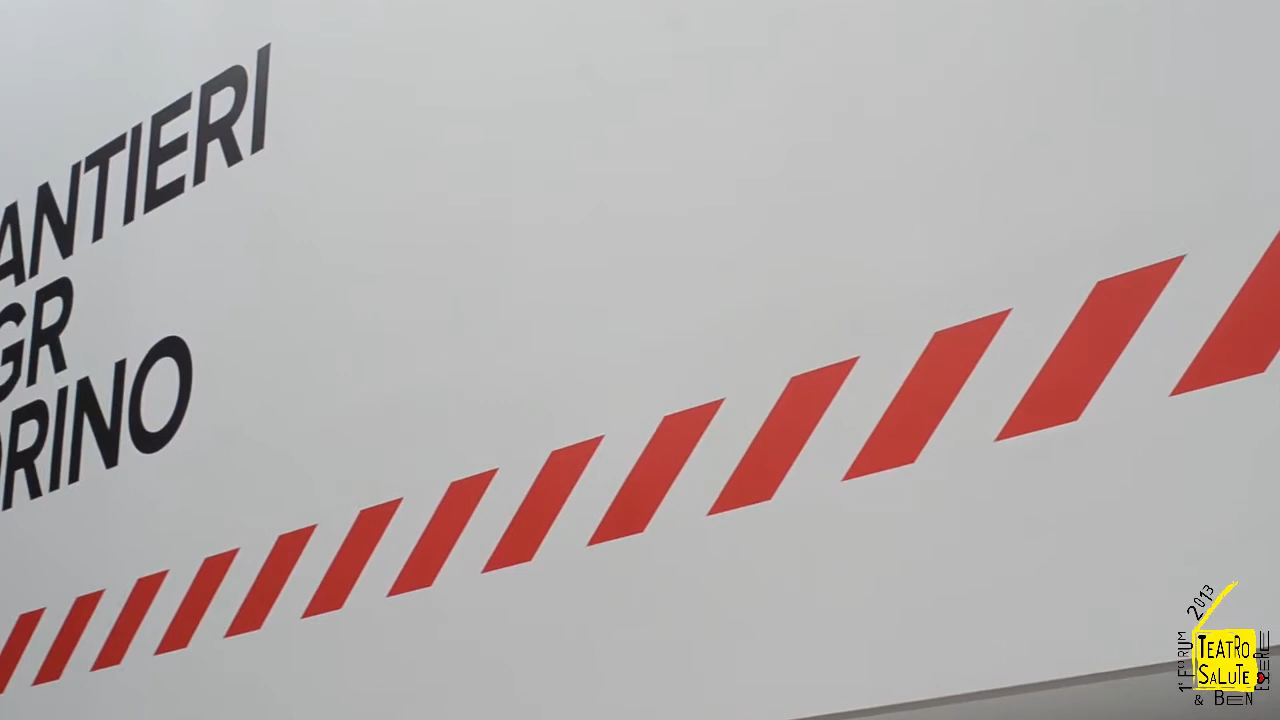 ANTIERI
GR
ORINO
2013
1° FORUM
TEATRO
SALUTE
& BEN ESSERE